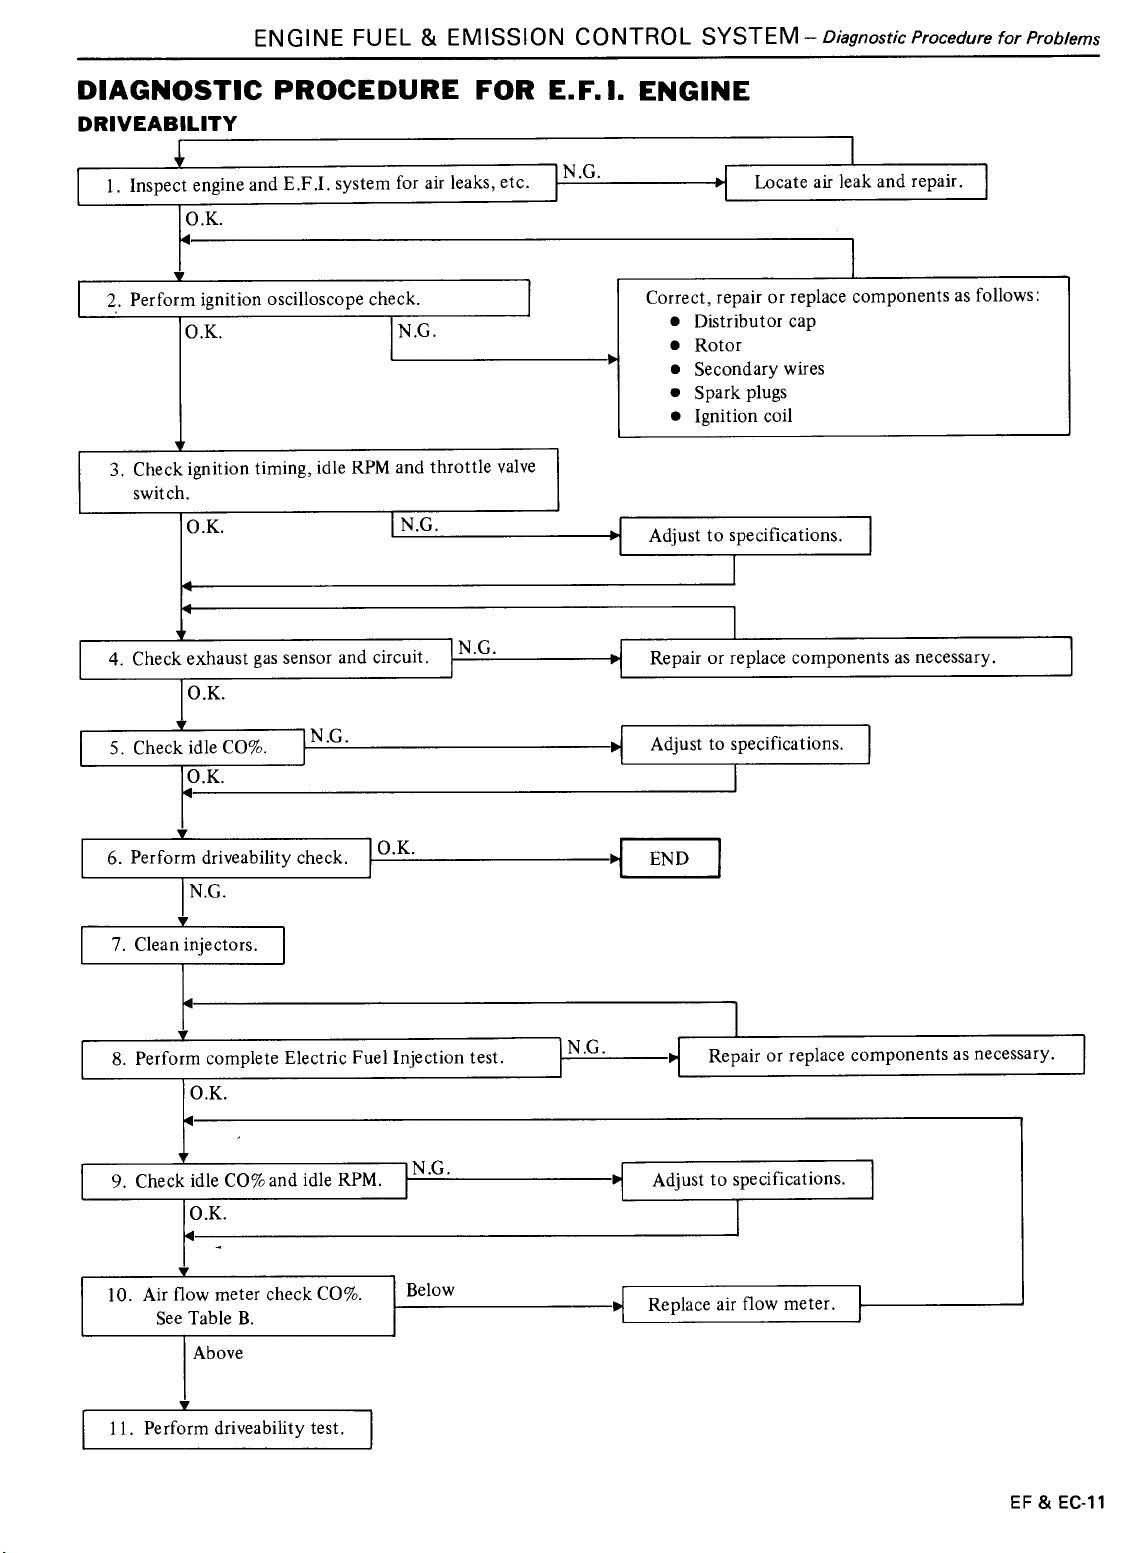 ENGINE FUEL & EMISSION CONTROL SYSTEM – Diagnostic Procedure for Problems
DIAGNOSTIC PROCEDURE FOR E.F.I. ENGINE
DRIVEABILITY
1. Inspect engine and E.F.I. system for air leaks, etc.
N.G.
Locate air leak and repair.
O.K.
2. Perform ignition oscilloscope check.
O.K.
N.G.
Correct, repair or replace components as follows:
• Distributor cap
• Rotor
• Secondary wires
• Spark plugs
• Ignition coil
3. Check ignition timing, idle RPM and throttle valve
switch.
O.K.
N.G.
Adjust to specifications.
4. Check exhaust gas sensor and circuit.
N.G.
Repair or replace components as necessary.
O.K.
5. Check idle CO%.
N.G.
Adjust to specifications.
O.K.
6. Perform driveability check.
O.K.
END
N.G.
7. Clean injectors.
8. Perform complete Electric Fuel Injection test.
N.G.
Repair or replace components as necessary.
O.K.
9. Check idle CO% and idle RPM.
N.G.
Adjust to specifications.
O.K.
10. Air flow meter check CO%.
See Table B.
Below
Replace air flow meter.
Above
11. Perform driveability test.
EF & EC-11